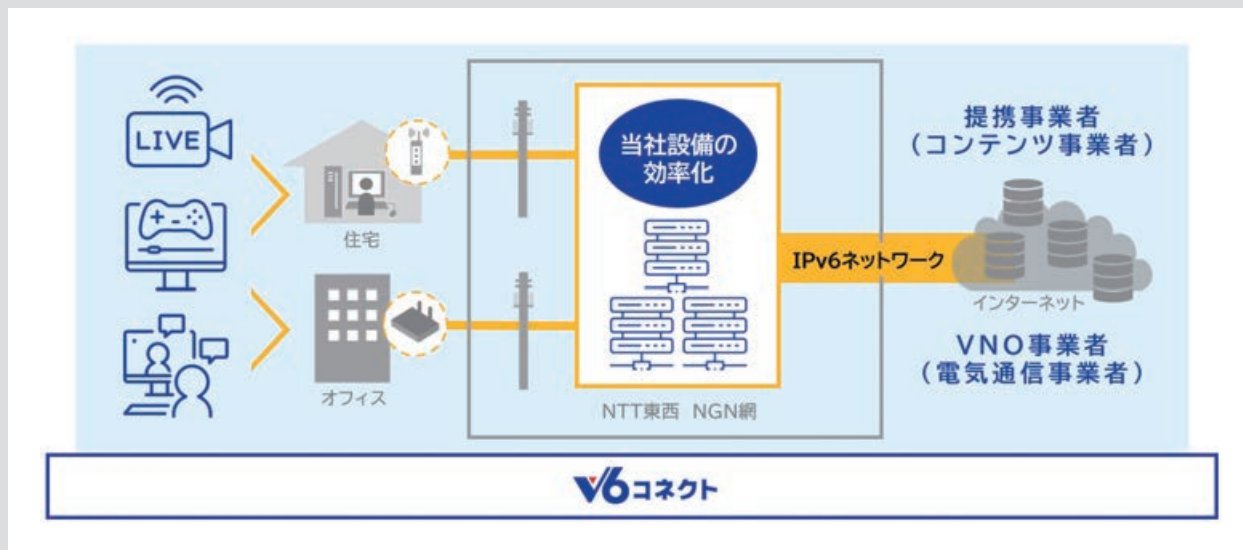 LIVE
住宅
オフィス
当社設備の
効率化
NTT東西 NGN網
IPv6ネットワーク
提携事業者
(コンテンツ事業者)
インターネット
VNO事業者
(電気通信事業者)
V6コネクト